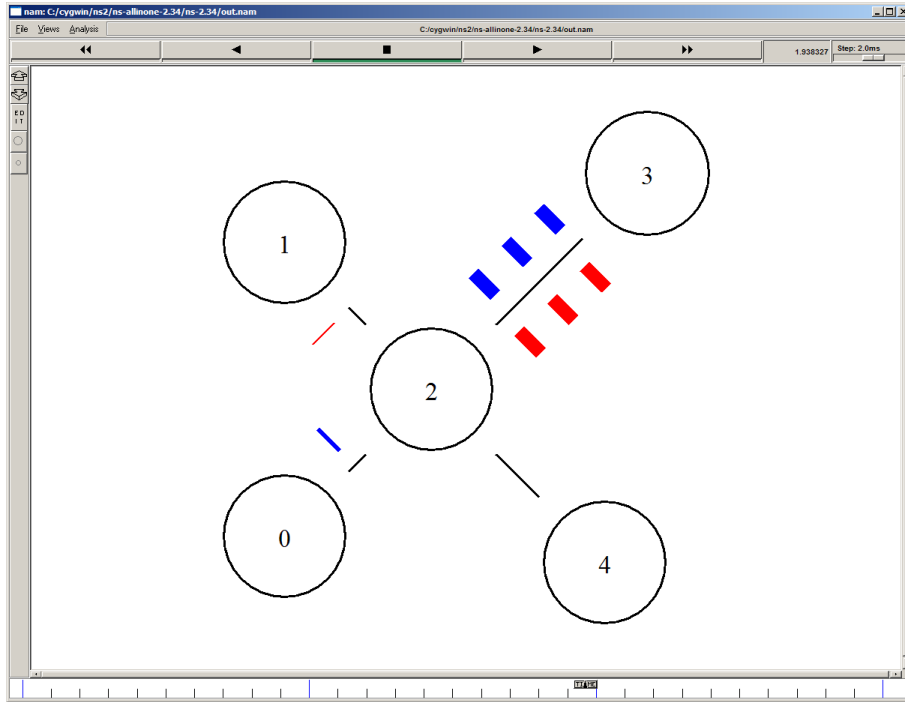 nam: C:/cygwin/ns2/ns-allinone-2.34/ns-2.34/out.nam
File Views Analysis C:/cygwin/ns2/ns-allinone-2.34/ns-2.34/out.nam
1.938327 Step: 2.0ms
E D
I T
3
1
2
0
4
TIME